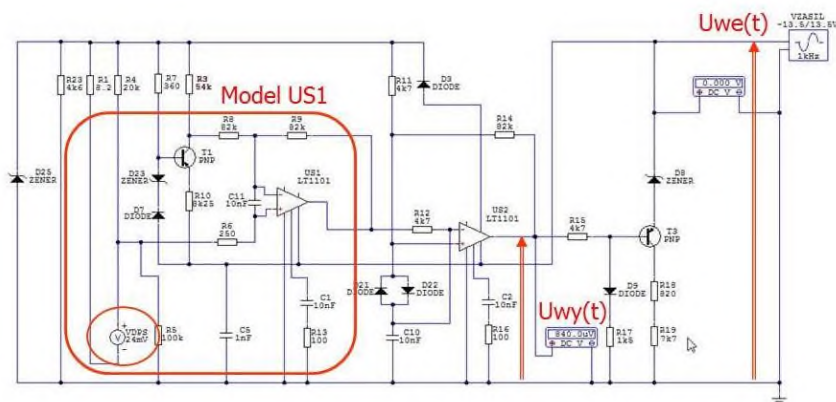 Uwe(t)
VZASIL
-13.5/13.5V
1kHz
R23
4k6
R1
8.2
R4
20k
R7
360
R3
54k
Model US1
R11
4k7
D3
DIODE
0.000 V
DC V
R8
82k
R9
82k
R14
82k
D25
ZENER
D23
ZENER
T1
PNP
US1
LT1101
C11
10nF
R10
8k25
D7
DIODE
R6
250
R12
4k7
US2
LT1101
D8
ZENER
R15
4k7
T3
PNP
D21
DIODE
D22
DIODE
C1
10nF
C2
10nF
Uwy(t)
D9
DIODE
R18
820
VDPS
24mV
V
R5
100k
C5
1nF
R13
100
C10
10nF
R16
100
840.0uV
DC V
R17
1k5
R19
7k7